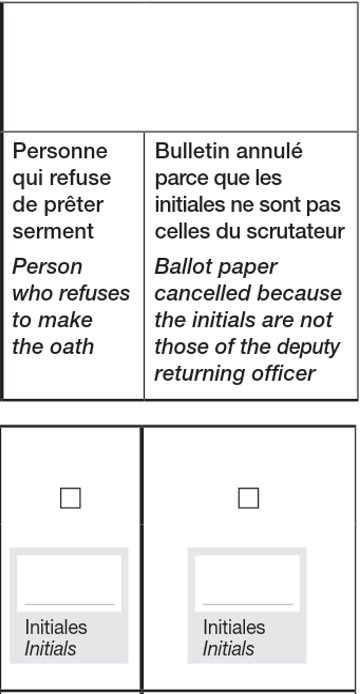 Personne
qui refuse
de prêter
serment
Person
who refuses
to make
the oath
Bulletin annulé
parce que les
initiales ne sont pas
celles du scrutateur
Ballot paper
cancelled because
the initials are not
those of the deputy
returning officer
Initiales
Initials
Initiales
Initials